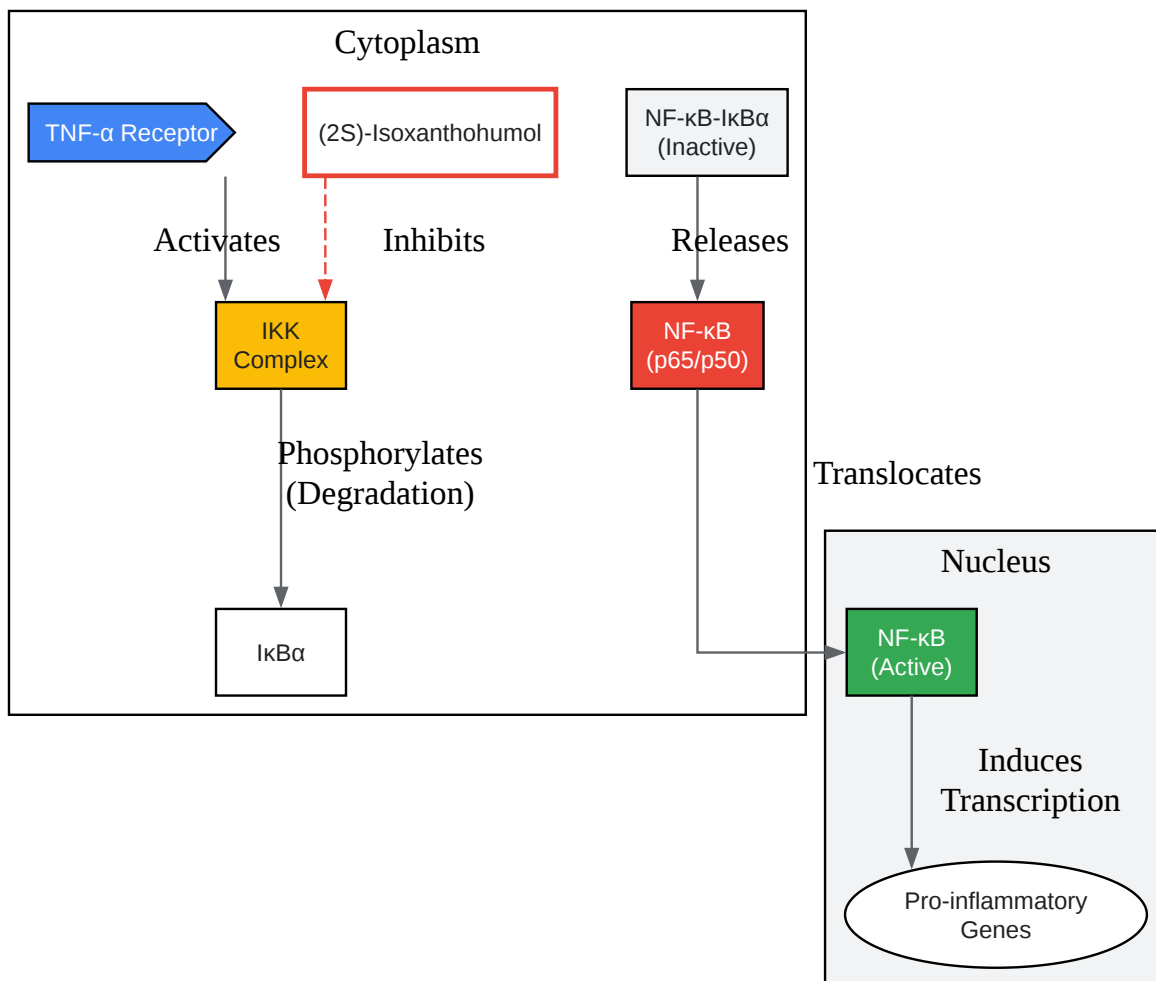 Cytoplasm
TNF-α Receptor
(2S)-Isoxanthohumol
NF-κB-IκBα
(Inactive)
Activates
Inhibits
Releases
IKK
Complex
NF-κB
(p65/p50)
Phosphorylates
(Degradation)
Translocates
IκBα
Nucleus
NF-κB
(Active)
Induces
Transcription
Pro-inflammatory
Genes